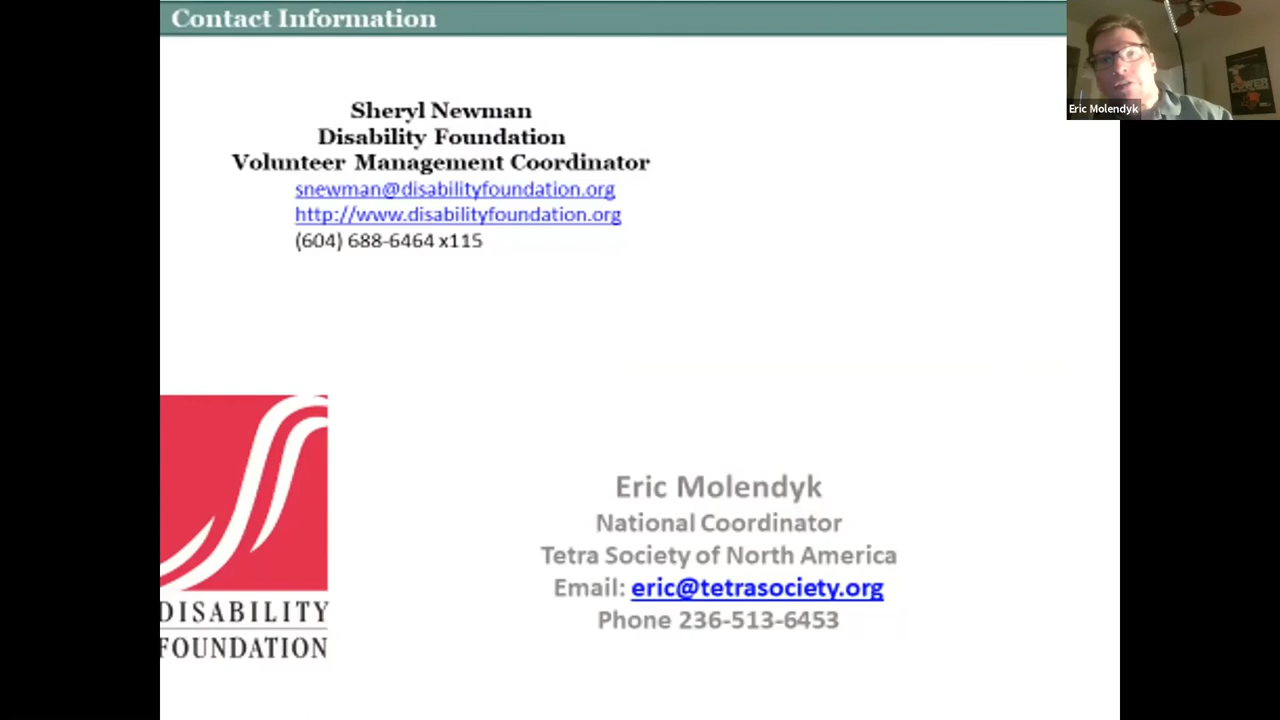 Contact Information
Eric Molendyk
POWER
Sheryl Newman
Disability Foundation
Volunteer Management Coordinator
snewman@disabilityfoundation.org
http://www.disabilityfoundation.org
(604) 688-6464 x115
DISABILITY
FOUNDATION
Eric Molendyk
National Coordinator
Tetra Society of North America
Email: eric@tetrasociety.org
Phone 236-513-6453